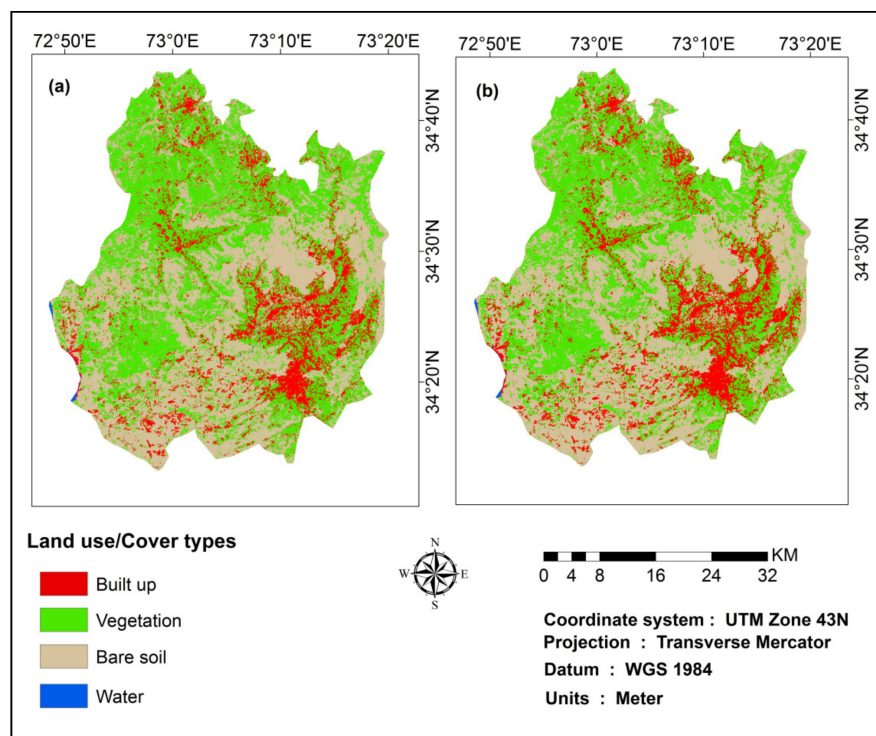 72°50'E 73°0'E 73°10'E 73°20'E
72°50'E 73°0'E 73°10'E 73°20'E
(a)
(b)
34°40'N
34°30'N
34°20'N
34°40'N
34°30'N
34°20'N
Land use/Cover types
Built up
Vegetation
Bare soil
Water
N
W E
S
KM
0 4 8 16 24 32
Coordinate system : UTM Zone 43N
Projection : Transverse Mercator
Datum : WGS 1984
Units : Meter